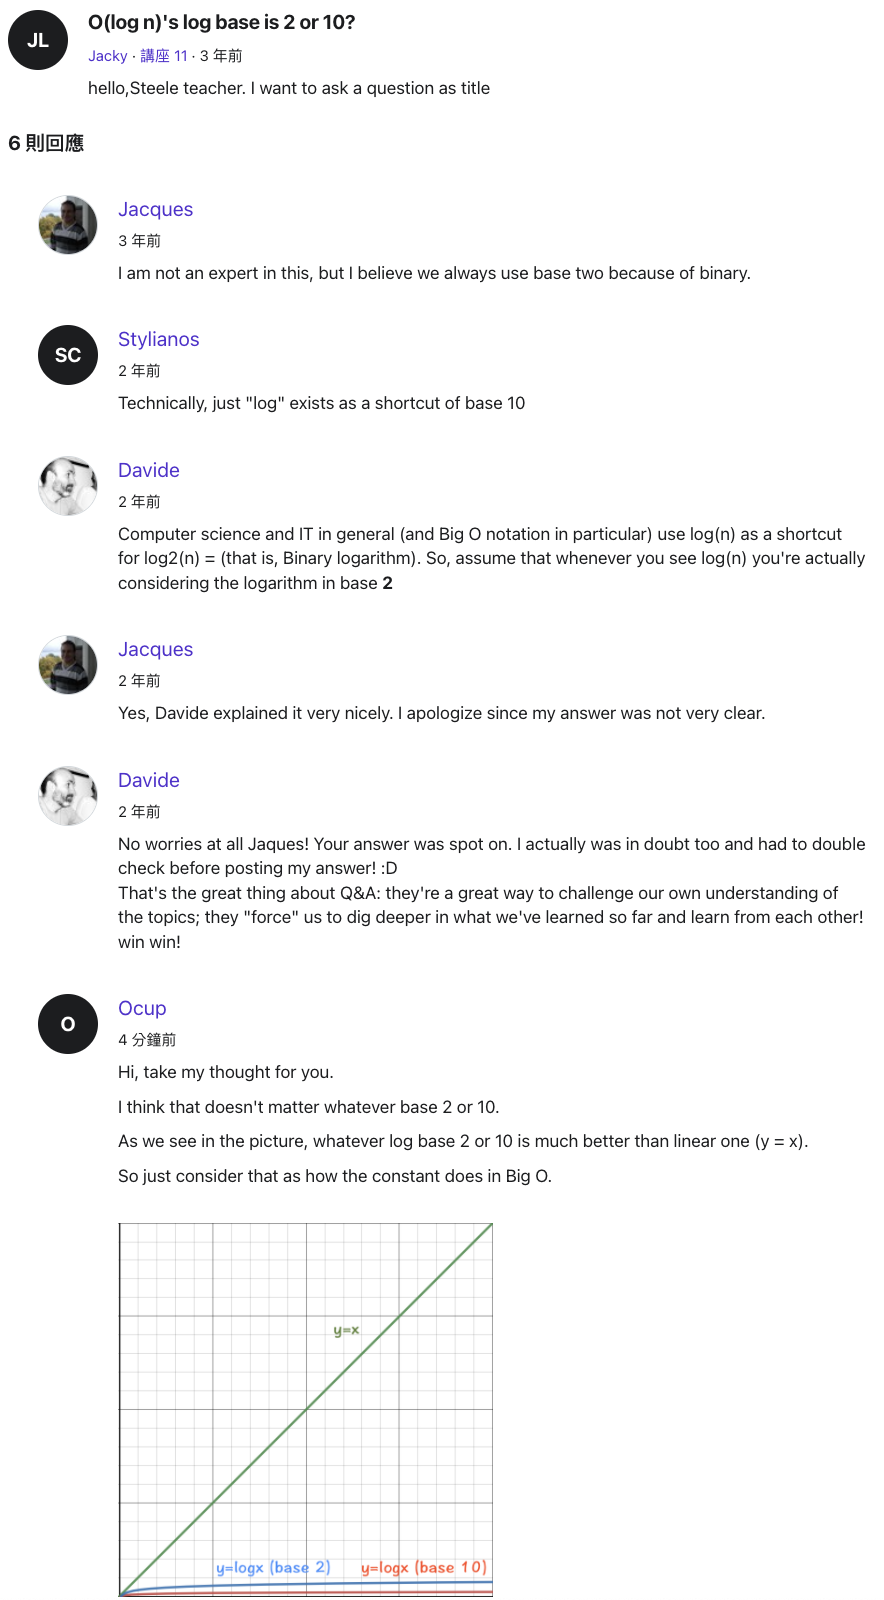 JL
O(log n)'s log base is 2 or 10?
Jacky · 講座 11 · 3 年前
hello,Steele teacher. I want to ask a question as title
6 則回應
Jacques
3 年前
I am not an expert in this, but I believe we always use base two because of binary.
SC
Stylianos
2 年前
Technically, just "log" exists as a shortcut of base 10
Davide
2 年前
Computer science and IT in general (and Big O notation in particular) use log(n) as a shortcut
for log2(n) = (that is, Binary logarithm). So, assume that whenever you see log(n) you're actually
considering the logarithm in base 2
Jacques
2 年前
Yes, Davide explained it very nicely. I apologize since my answer was not very clear.
Davide
2 年前
No worries at all Jaques! Your answer was spot on. I actually was in doubt too and had to double
check before posting my answer! :D
That's the great thing about Q&A: they're a great way to challenge our own understanding of
the topics; they "force" us to dig deeper in what we've learned so far and learn from each other!
win win!
O
Ocup
4 分鐘前
Hi, take my thought for you.
I think that doesn't matter whatever base 2 or 10.
As we see in the picture, whatever log base 2 or 10 is much better than linear one (y = x).
So just consider that as how the constant does in Big O.
y=x
y=logx (base 2)
y=logx (base 10)